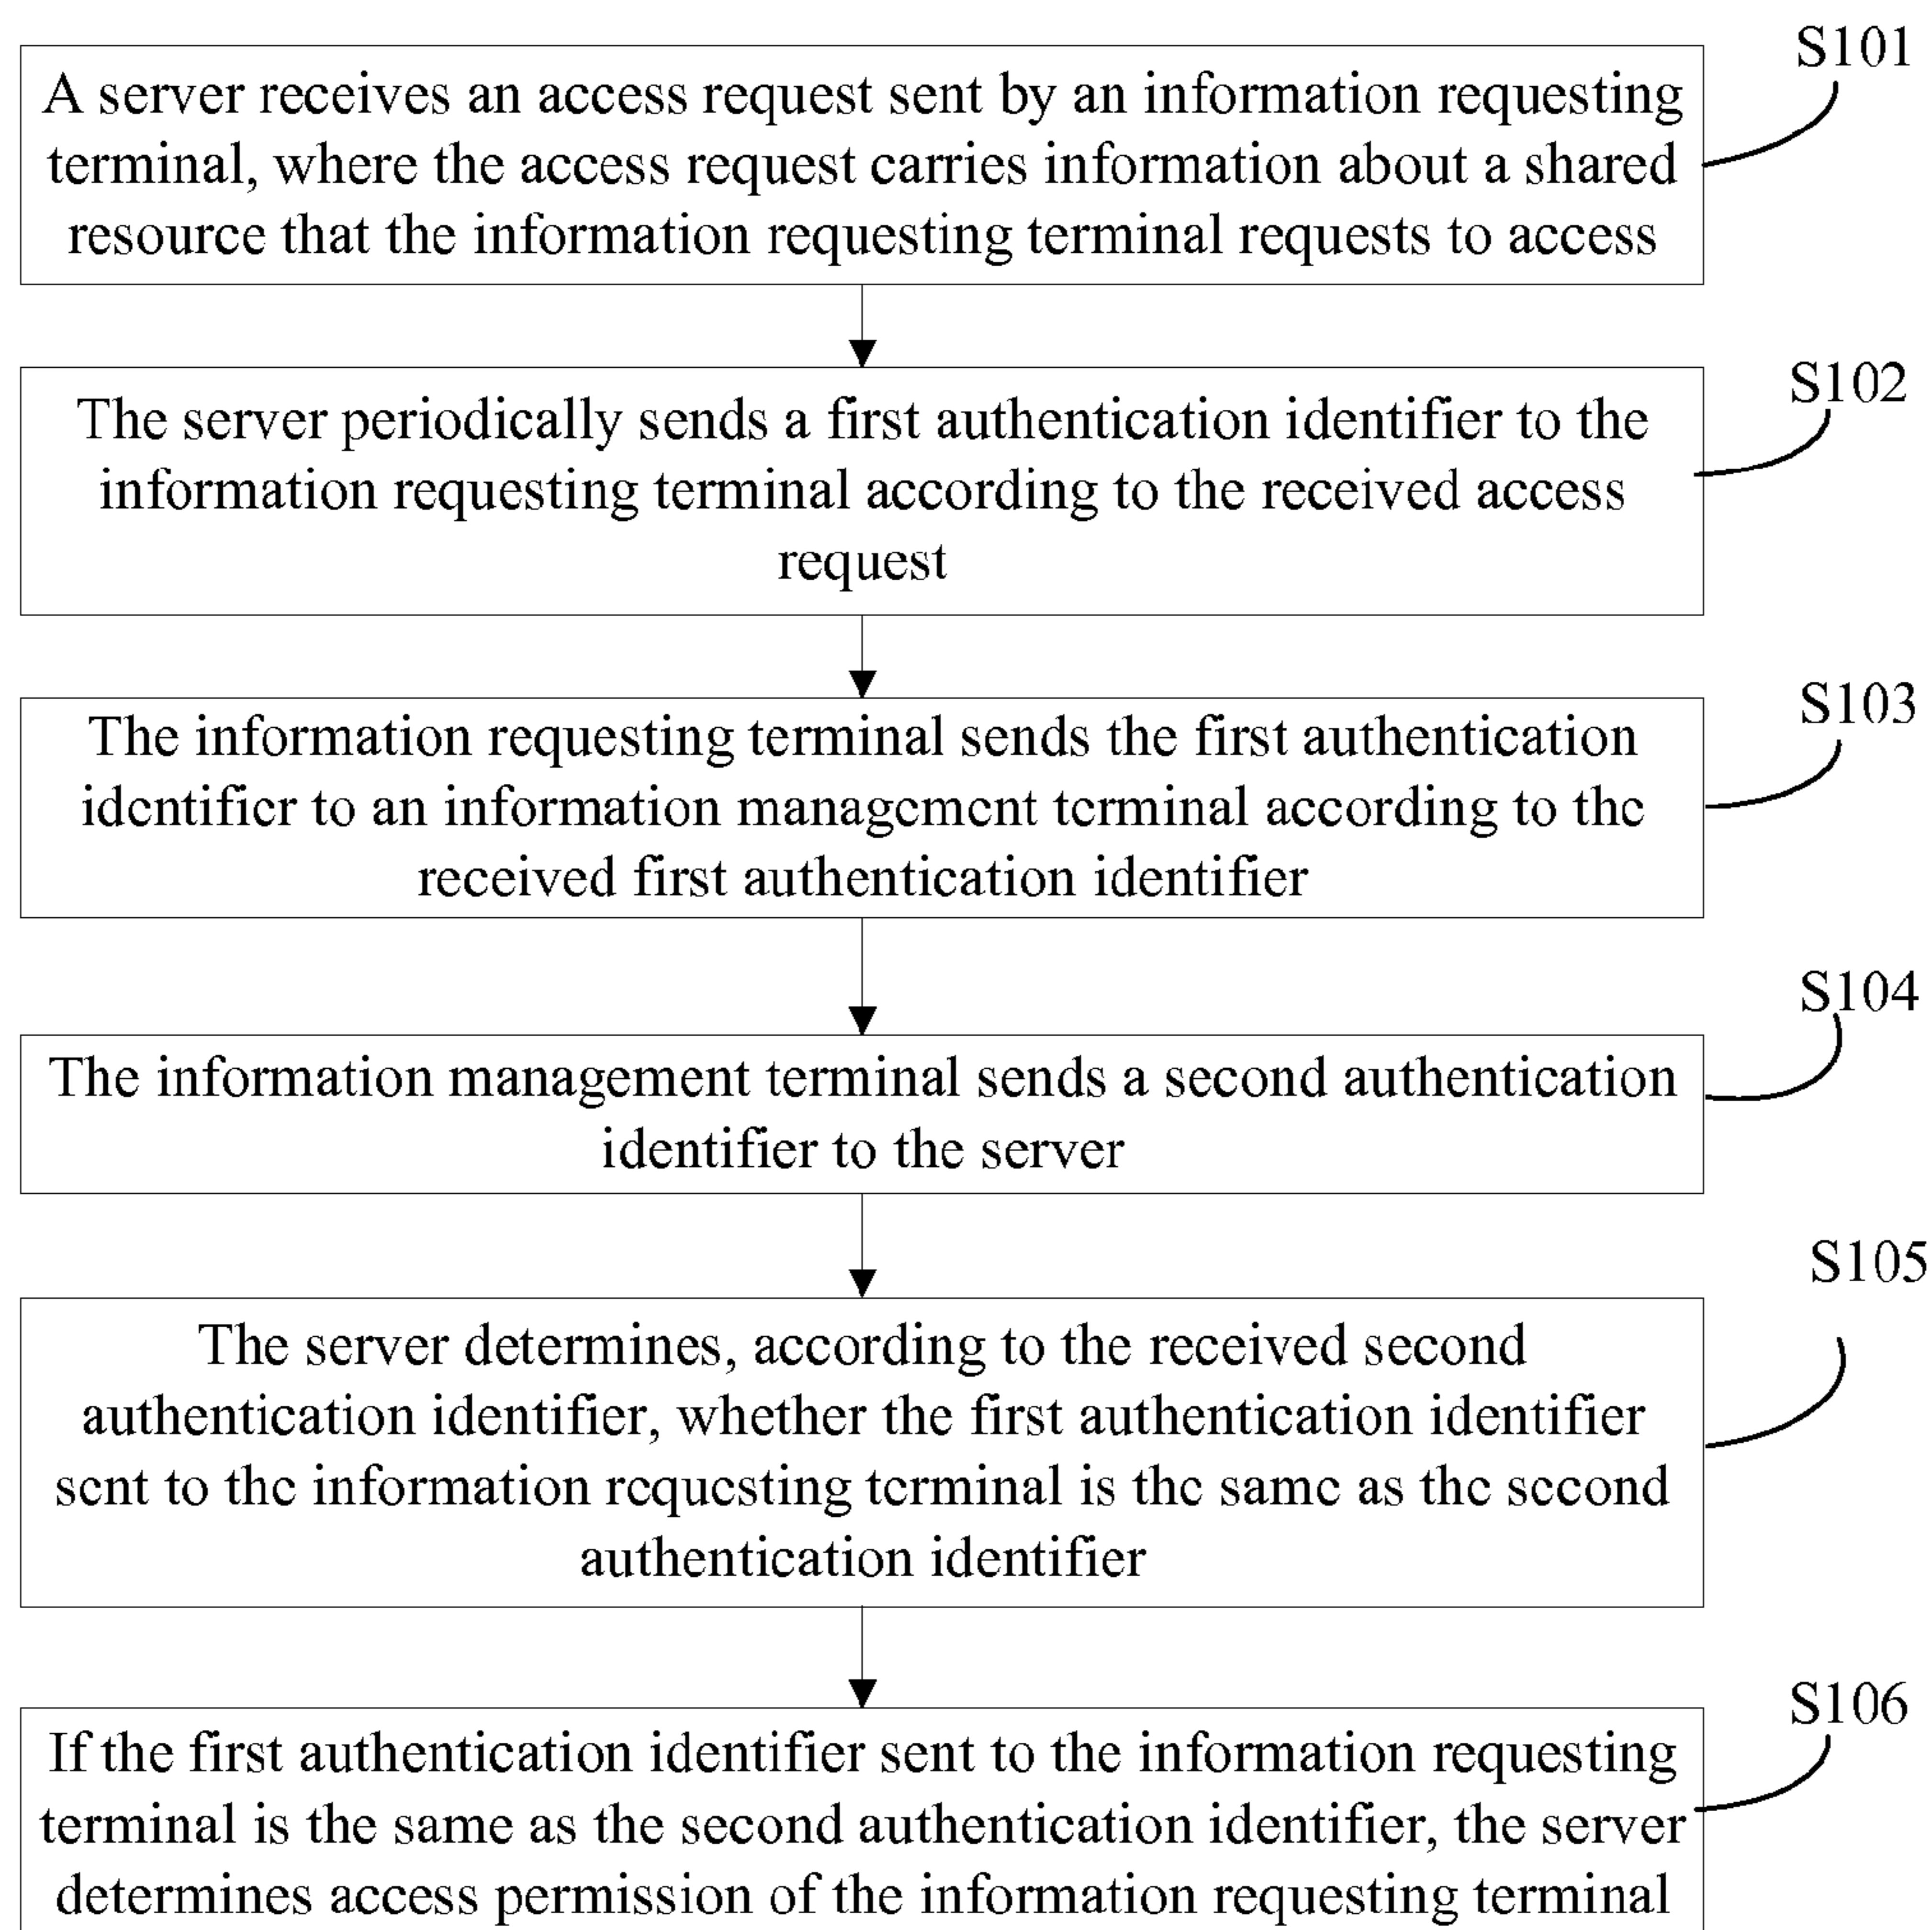 S101
A server receives an access request sent by an information requesting
terminal, where the access request carries information about a shared
resource that the information requesting terminal requests to access
S102
The server periodically sends a first authentication identifier to the
information requesting terminal according to the received access
request
S103
The information requesting terminal sends the first authentication
identifier to an information management terminal according to the
received first authentication identifier
S104
The information management terminal sends a second authentication
identifier to the server
S105
The server determines, according to the received second
authentication identifier, whether the first authentication identifier
sent to the information requesting terminal is the same as the second
authentication identifier
S106
If the first authentication identifier sent to the information requesting
terminal is the same as the second authentication identifier, the server
determines access permission of the information requesting terminal